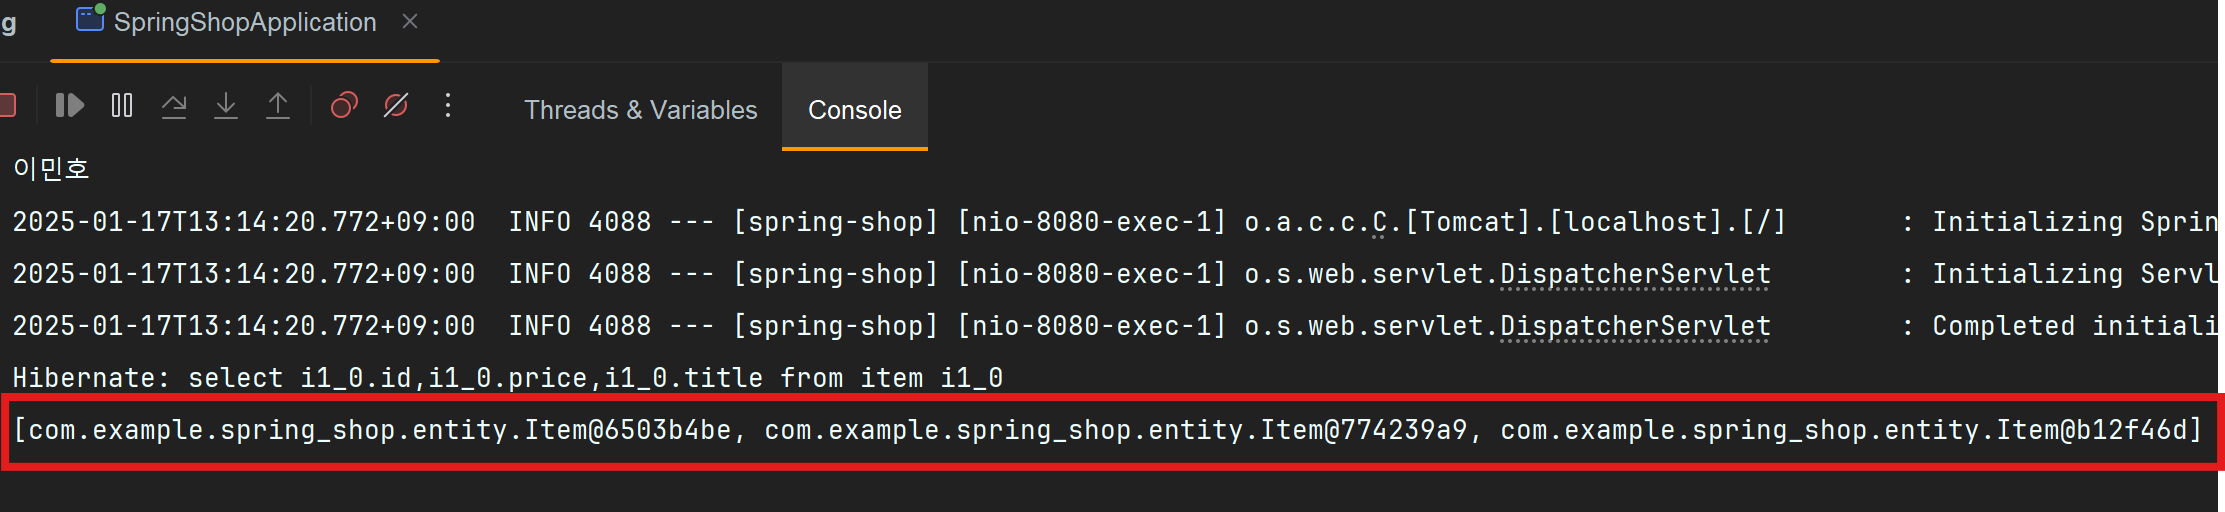 g SpringShopApplication
Threads & Variables Console
이민호
2025-01-17T13:14:20.772+09:00  INFO 4088 --- [spring-shop] [nio-8080-exec-1] o.a.c.c.C.[Tomcat].[localhost].[/]       : Initializing Sprin
2025-01-17T13:14:20.772+09:00  INFO 4088 --- [spring-shop] [nio-8080-exec-1] o.s.web.servlet.DispatcherServlet        : Initializing Servl
2025-01-17T13:14:20.772+09:00  INFO 4088 --- [spring-shop] [nio-8080-exec-1] o.s.web.servlet.DispatcherServlet        : Completed initiali
Hibernate: select i1_0.id,i1_0.price,i1_0.title from item i1_0
[com.example.spring_shop.entity.Item@6503b4be, com.example.spring_shop.entity.Item@774239a9, com.example.spring_shop.entity.Item@b12f46d]